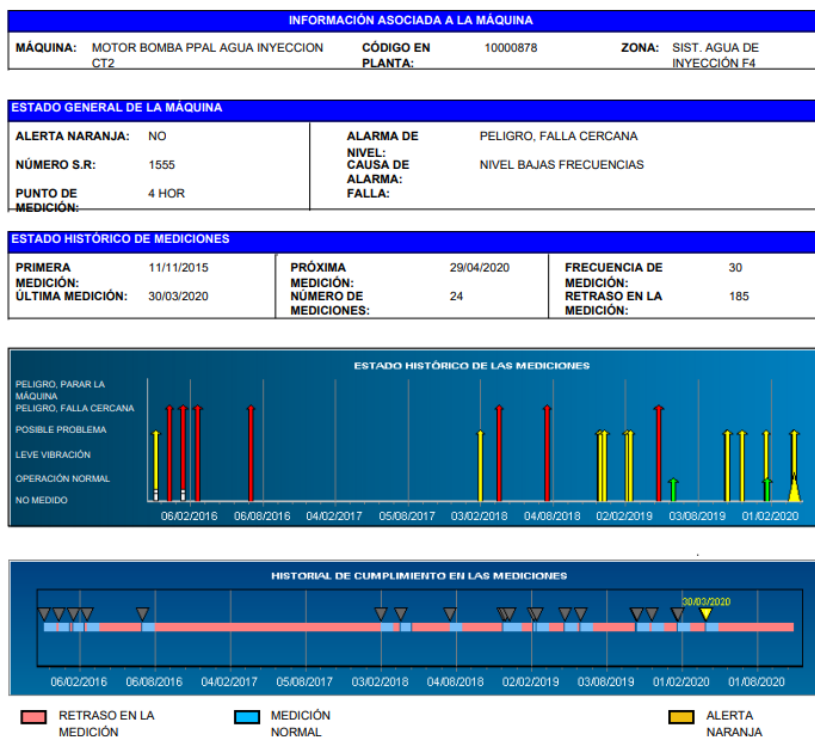 INFORMACIÓN ASOCIADA A LA MÁQUINA
MÁQUINA: MOTOR BOMBA PPAL AGUA INYECCION CÓDIGO EN 10000878 ZONA: SIST. AGUA DE
CT2 PLANTA: INYECCIÓN F4
ESTADO GENERAL DE LA MÁQUINA
ALERTA NARANJA: NO ALARMA DE PELIGRO, FALLA CERCANA
NIVEL:
NÚMERO S.R: 1555 CAUSA DE NIVEL BAJAS FRECUENCIAS
ALARMA:
PUNTO DE 4 HOR FALLA:
MEDICIÓN:
ESTADO HISTÓRICO DE MEDICIONES
PRIMERA 11/11/2015 PRÓXIMA 29/04/2020 FRECUENCIA DE 30
MEDICIÓN: MEDICIÓN: MEDICIÓN:
ÚLTIMA MEDICIÓN: 30/03/2020 NÚMERO DE 24 RETRASO EN LA 185
MEDICIONES: MEDICIÓN:
ESTADO HISTÓRICO DE LAS MEDICIONES
PELIGRO, PARAR LA
MÁQUINA
PELIGRO, FALLA CERCANA
POSIBLE PROBLEMA
LEVE VIBRACIÓN
OPERACIÓN NORMAL
NO MEDIDO
06/02/2016 06/08/2016 04/02/2017 05/08/2017 03/02/2018 04/08/2018 02/02/2019 03/08/2019 01/02/2020
HISTORIAL DE CUMPLIMIENTO EN LAS MEDICIONES
30/03/2020
06/02/2016 06/08/2016 04/02/2017 05/08/2017 03/02/2018 04/08/2018 02/02/2019 03/08/2019 01/02/2020 01/08/2020
RETRASO EN LA MEDICIÓN ALERTA
MEDICIÓN NORMAL NARANJA